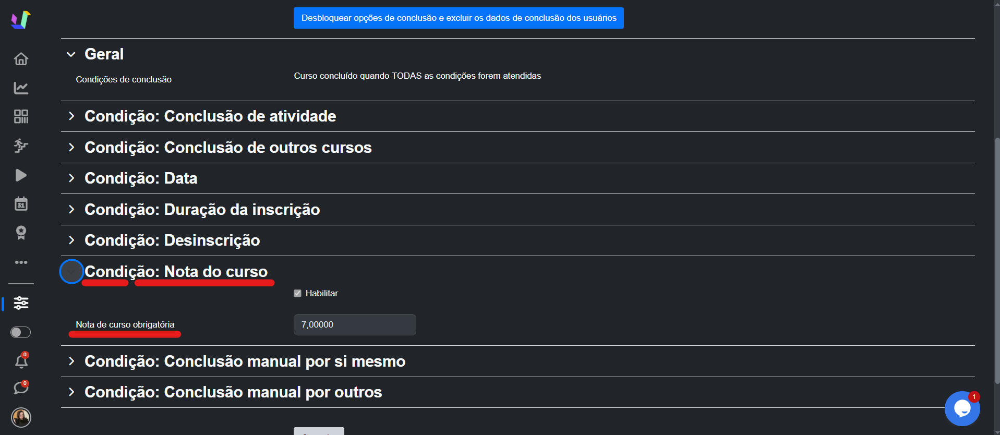 Desbloquear opções de conclusão e excluir os dados de conclusão dos usuários
Geral
Condições de conclusão
Curso concluído quando TODAS as condições forem atendidas
Condição: Conclusão de atividade
Condição: Conclusão de outros cursos
Condição: Data
Condição: Duração da inscrição
Condição: Desinscrição
Condição: Nota do curso
Habilitar
Nota de curso obrigatória
7,00000
Condição: Conclusão manual por si mesmo
Condição: Conclusão manual por outros
31
0
0
1